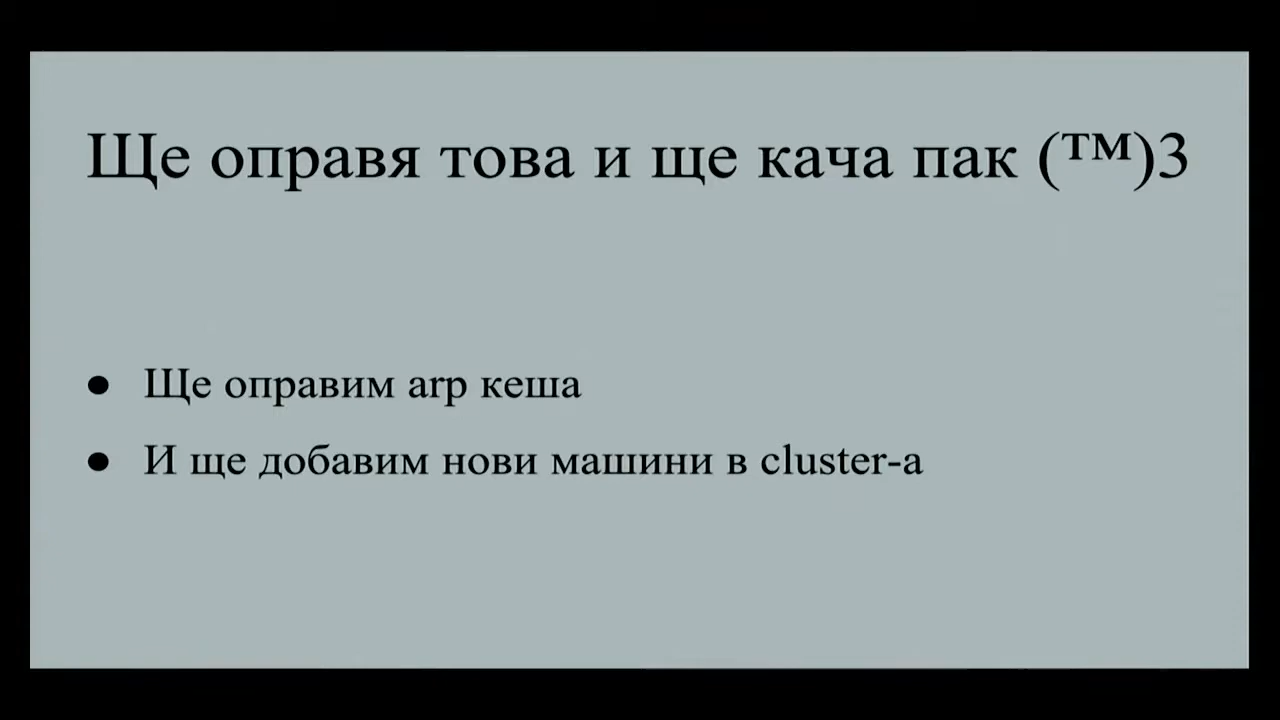 Ще оправя това и ще кача пак (™)3
● Ще оправим arp кеша
● И ще добавим нови машини в cluster-а